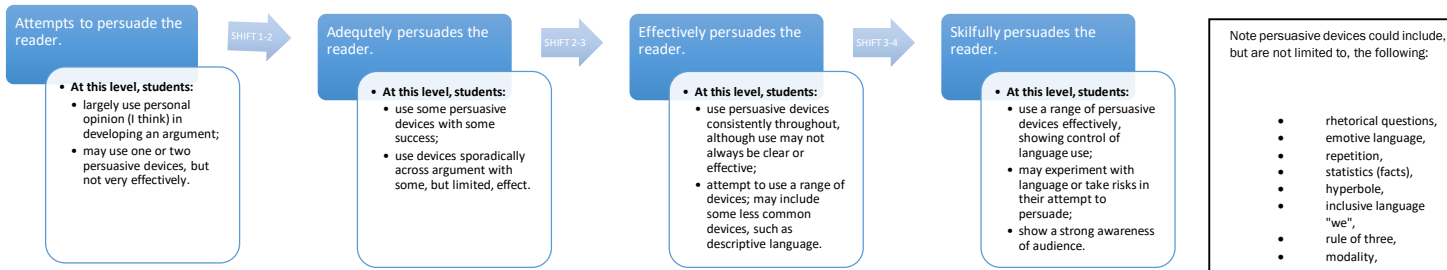 Attempts to persuade the
reader.
• At this level, students:
• largely use personal
opinion (I think) in
developing an argument;
• may use one or two
persuasive devices, but
not very effectively.
SHIFT 1-2
Adequtely persuades the
reader.
• At this level, students:
• use some persuasive
devices with some
success;
• use devices sporadically
across argument with
some, but limited, effect.
SHIFT 2-3
Effectively persuades the
reader.
• At this level, students:
• use persuasive devices
consistently throughout,
although use may not
always be clear or
effective;
• attempt to use a range of
devices; may include
some less common
devices, such as
descriptive language.
SHIFT 3-4
Skilfully persuades the
reader.
• At this level, students:
• use a range of persuasive
devices effectively,
showing control of
language use;
• may experiment with
language or take risks in
their attempt to
persuade;
• show a strong awareness
of audience.
Note persuasive devices could include,
but are not limited to, the following:
• rhetorical questions,
• emotive language,
• repetition,
• statistics (facts),
• hyperbole,
• inclusive language
"we",
• rule of three,
• modality,